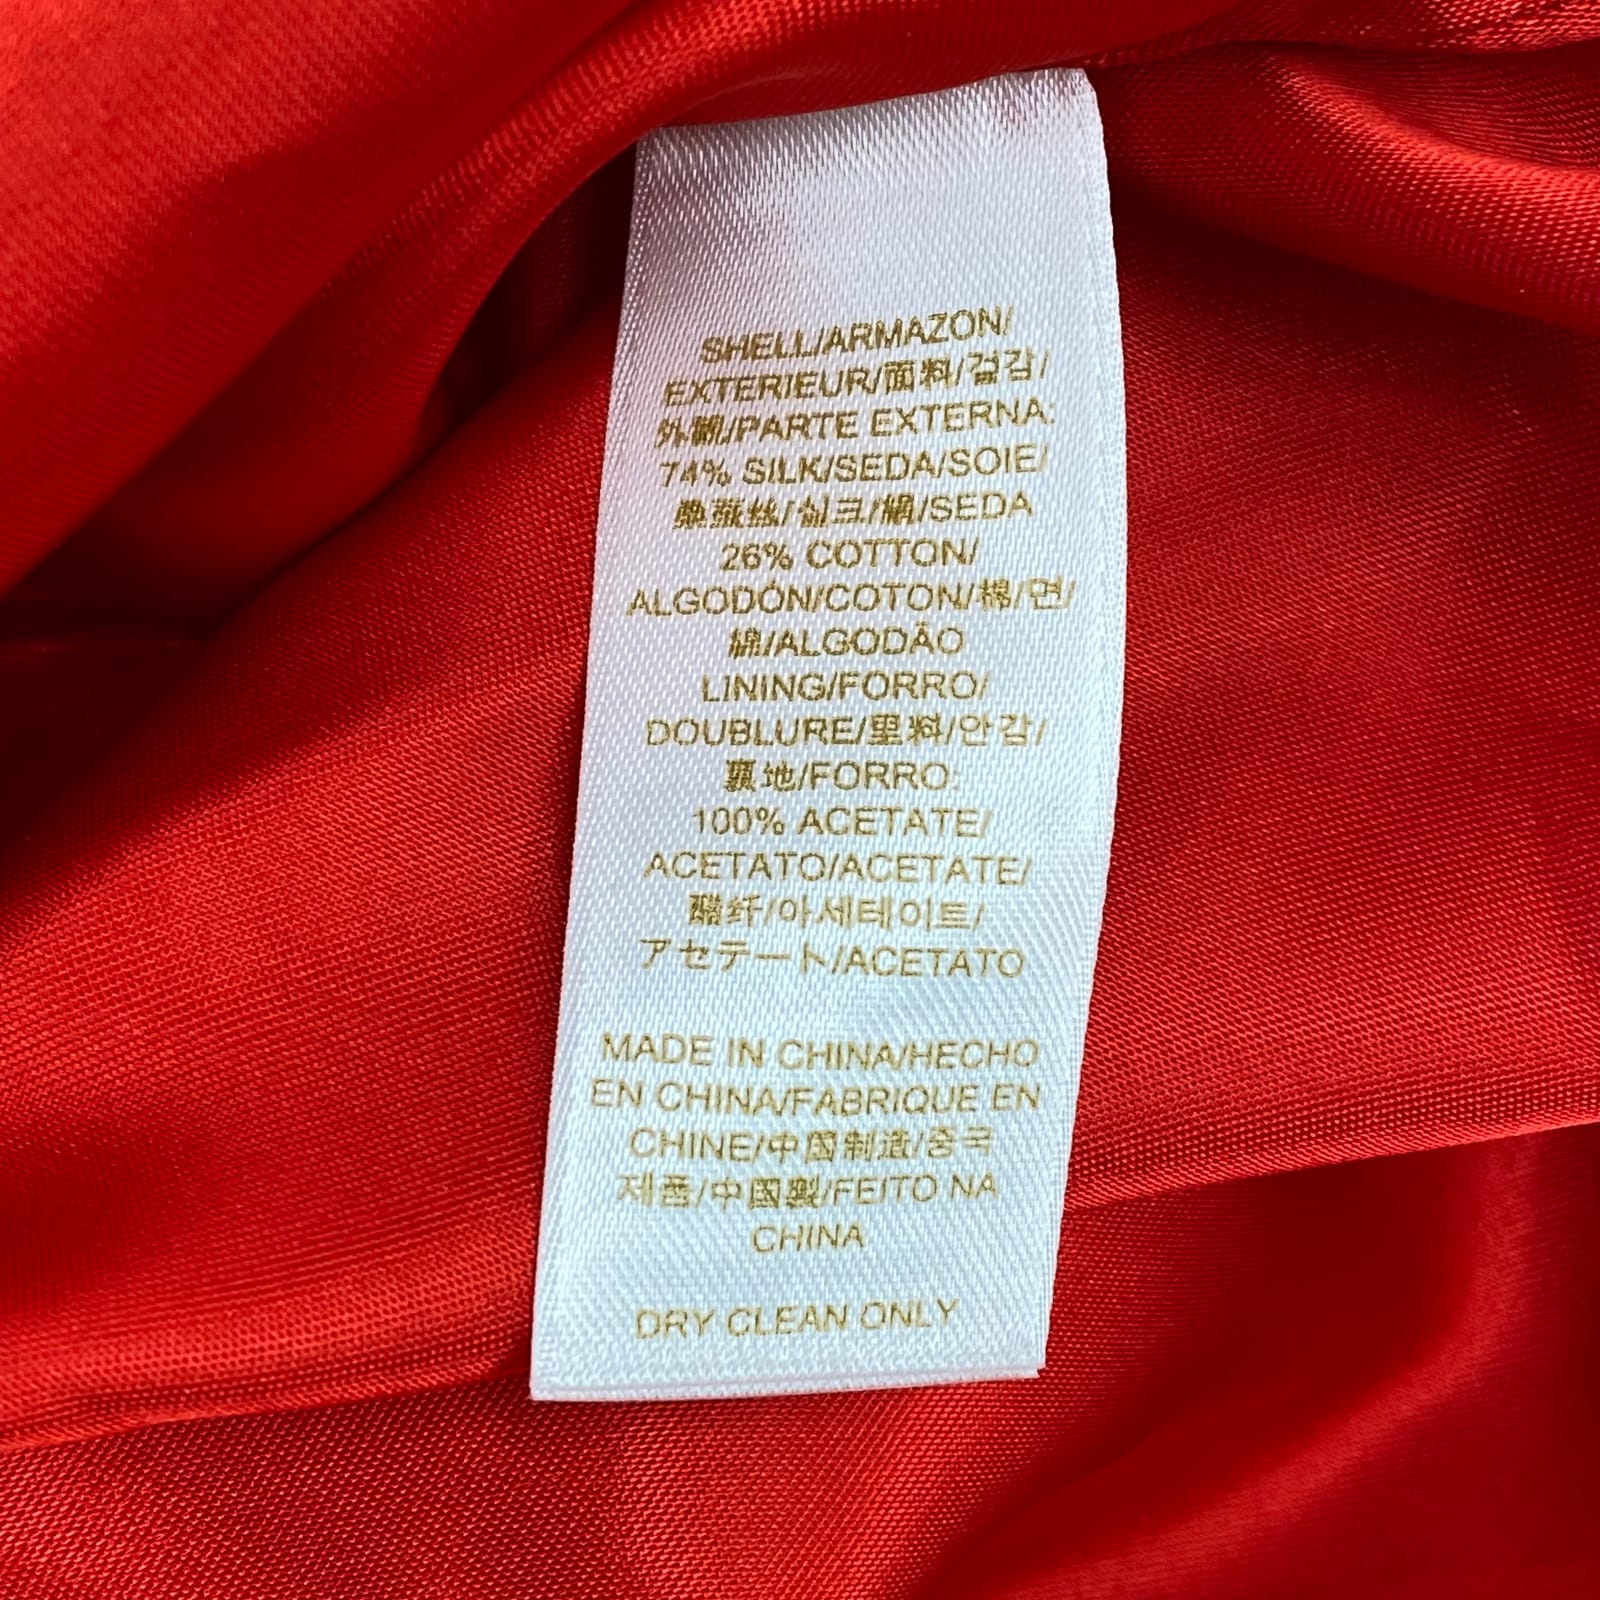 SHELL/ARMAZON/
EXTERIEUR/面料/겉감/
外観/PARTE EXTERNA:
74% SILK/SEDA/SOIE/
桑蚕丝/실크/絹/SEDA
26% COTTON/
ALGODÓN/COTON/棉/면/
綿/ALGODÃO
LINING/FORRO/
DOUBLURE/里料/안감/
裏地/FORRO:
100% ACETATE/
ACETATO/ACETATE/
醋纤/아세테이트/
アセテート/ACETATO
MADE IN CHINA/HECHO
EN CHINA/FABRIQUE EN
CHINE/中国制造/중국
제품/中国製/FEITO NA
CHINA
DRY CLEAN ONLY